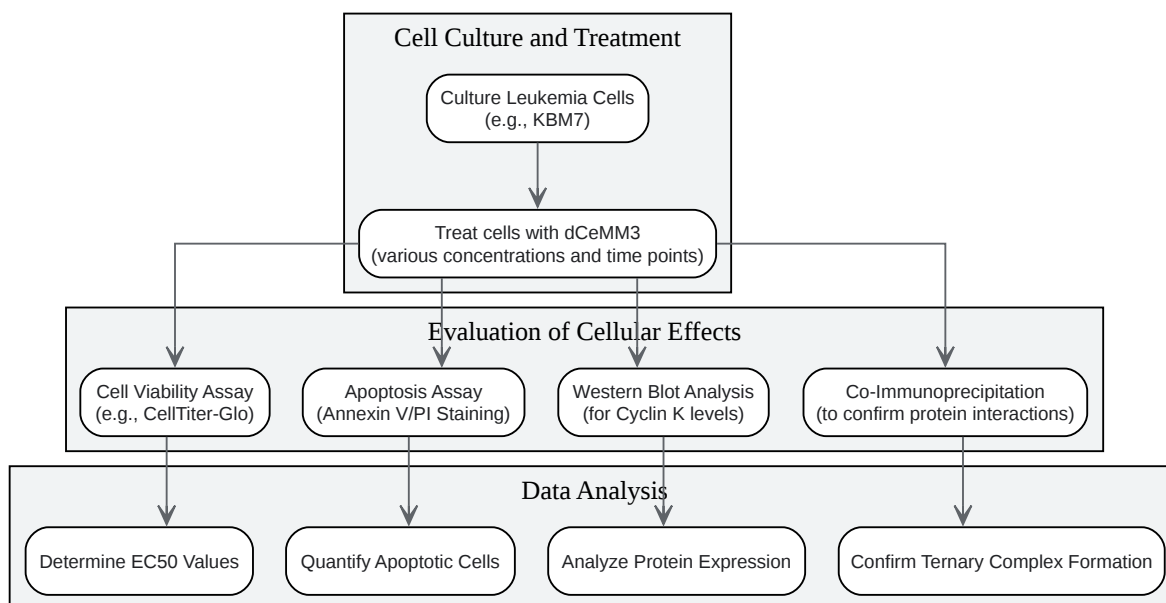 Cell Culture and Treatment
Culture Leukemia Cells
(e.g., KBM7)
Treat cells with dCeMM3
(various concentrations and time points)
Evaluation of Cellular Effects
Cell Viability Assay
(e.g., CellTiter-Glo)
Apoptosis Assay
(Annexin V/PI Staining)
Western Blot Analysis
(for Cyclin K levels)
Co-Immunoprecipitation
(to confirm protein interactions)
Data Analysis
Determine EC50 Values
Quantify Apoptotic Cells
Analyze Protein Expression
Confirm Ternary Complex Formation